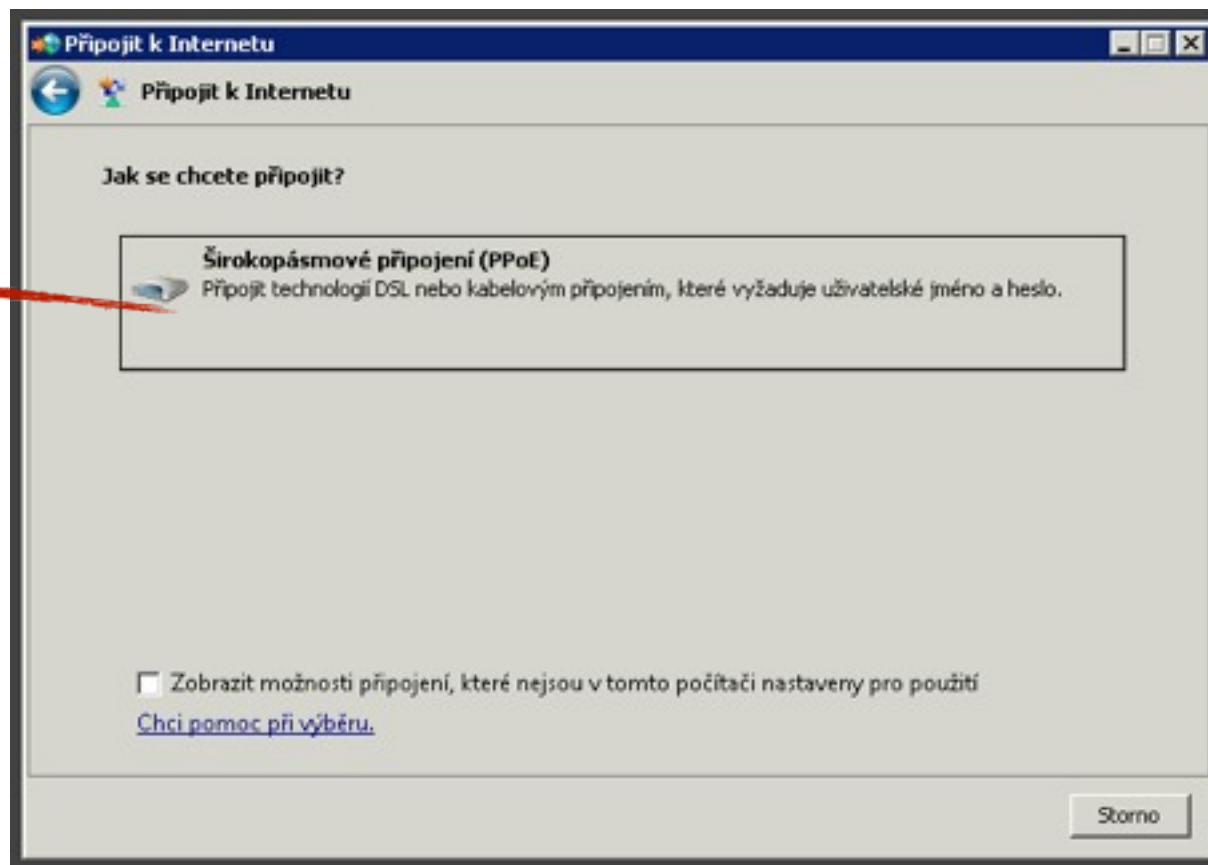 Připojit k Internetu
Připojit k Internetu
Jak se chcete připojit?
Širokopásmové připojení (PPoE)
Připojit technologií DSL nebo kabelovým připojením, které vyžaduje uživatelské jméno a heslo.
Zobrazit možnosti připojení, které nejsou v tomto počítači nastaveny pro použití
Chci pomoc při výběru.
Storno